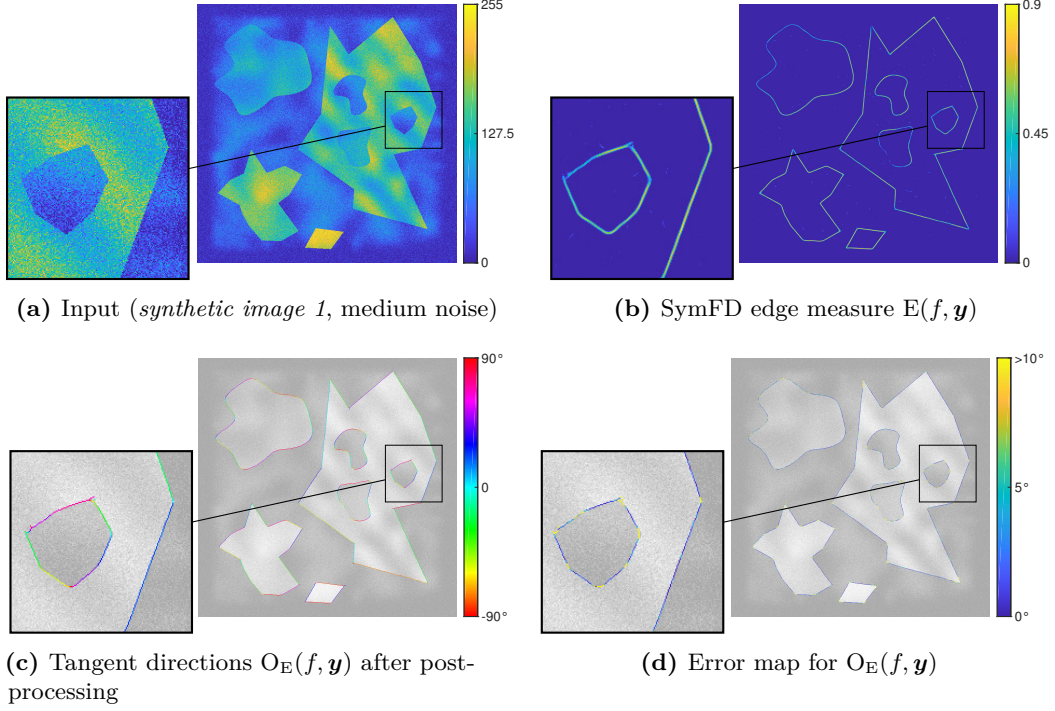 255
127.5
0
0.9
0.45
0
(a) Input (synthetic image 1, medium noise)
(b) SymFD edge measure E(f, y)
90°
0
-90°
>10°
5°
0°
(c) Tangent directions O_E(f, y) after post-
processing
(d) Error map for O_E(f, y)